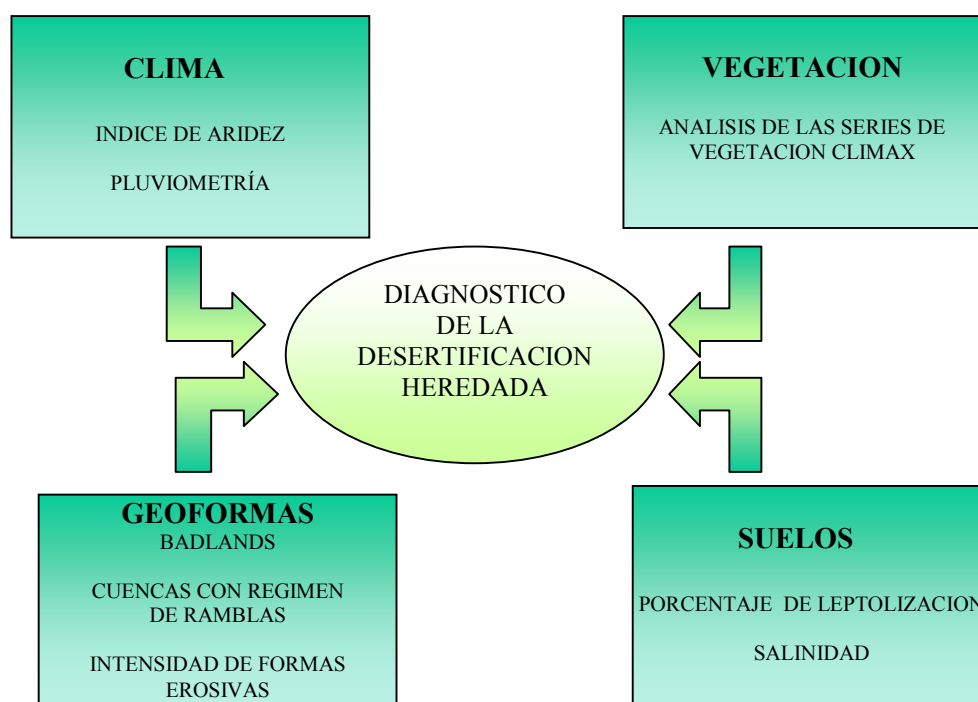 CLIMA
INDICE DE ARIDEZ
PLUVIOMETRÍA
VEGETACION
ANALISIS DE LAS SERIES DE
VEGETACION CLIMAX
DIAGNOSTICO
DE LA
DESERTIFICACION
HEREDADA
GEOFORMAS
BADLANDS
CUENCAS CON REGIMEN
DE RAMBLAS
INTENSIDAD DE FORMAS
EROSIVAS
SUELOS
PORCENTAJE DE LEPTOLIZACION
SALINIDAD